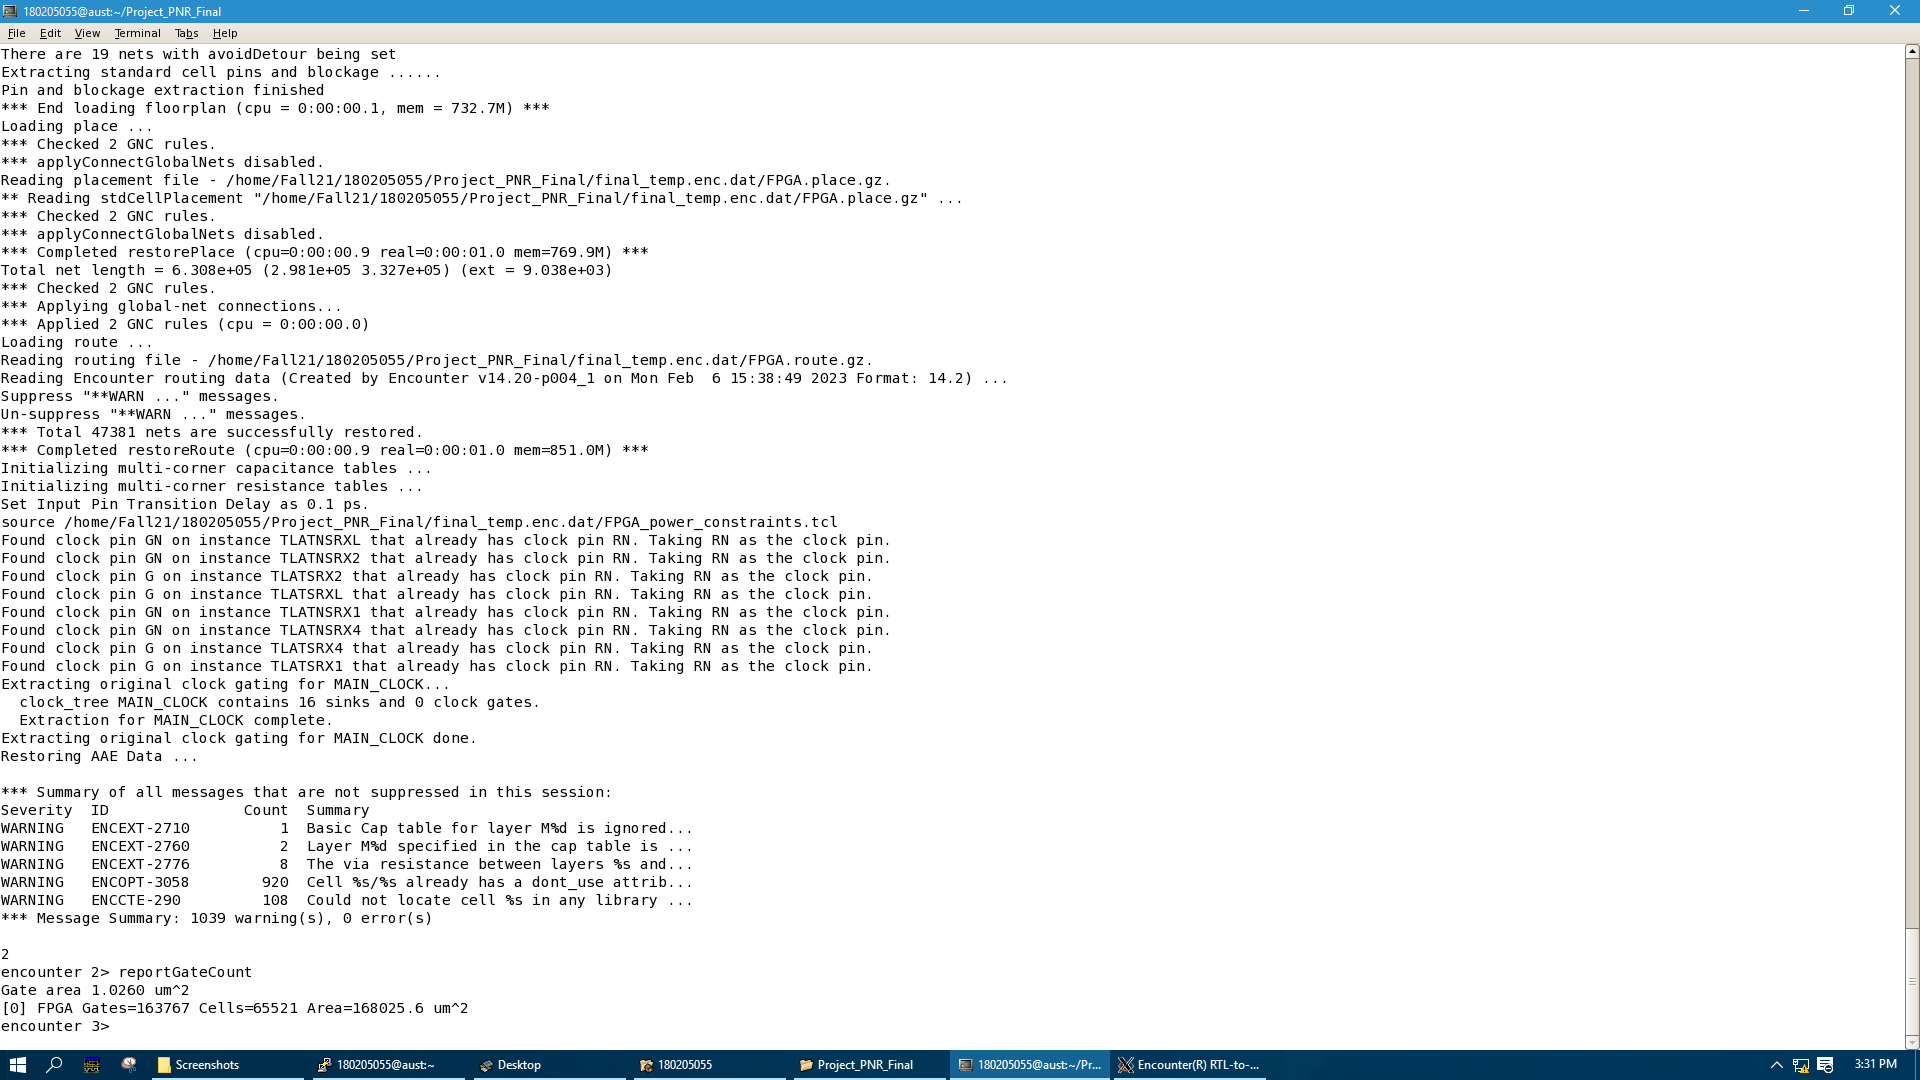 180205055@aust:~/Project_PNR_Final
File Edit View Terminal Tabs Help
There are 19 nets with avoidDetour being set
Extracting standard cell pins and blockage ......
Pin and blockage extraction finished
*** End loading floorplan (cpu = 0:00:00.1, mem = 732.7M) ***
Loading place ...
*** Checked 2 GNC rules.
*** applyConnectGlobalNets disabled.
Reading placement file - /home/Fall21/180205055/Project_PNR_Final/final_temp.enc.dat/FPGA.place.gz.
** Reading stdCellPlacement "/home/Fall21/180205055/Project_PNR_Final/final_temp.enc.dat/FPGA.place.gz" ...
*** Checked 2 GNC rules.
*** applyConnectGlobalNets disabled.
*** Completed restorePlace (cpu=0:00:00.9 real=0:00:01.0 mem=769.9M) ***
Total net length = 6.308e+05 (2.981e+05 3.327e+05) (ext = 9.038e+03)
*** Checked 2 GNC rules.
*** Applying global-net connections...
*** Applied 2 GNC rules (cpu = 0:00:00.0)
Loading route ...
Reading routing file - /home/Fall21/180205055/Project_PNR_Final/final_temp.enc.dat/FPGA.route.gz.
Reading Encounter routing data (Created by Encounter v14.20-p004_1 on Mon Feb  6 15:38:49 2023 Format: 14.2) ...
Suppress "**WARN ..." messages.
Un-suppress "**WARN ..." messages.
*** Total 47381 nets are successfully restored.
*** Completed restoreRoute (cpu=0:00:00.9 real=0:00:01.0 mem=851.0M) ***
Initializing multi-corner capacitance tables ...
Initializing multi-corner resistance tables ...
Set Input Pin Transition Delay as 0.1 ps.
source /home/Fall21/180205055/Project_PNR_Final/final_temp.enc.dat/FPGA_power_constraints.tcl
Found clock pin GN on instance TLATNSRXL that already has clock pin RN. Taking RN as the clock pin.
Found clock pin GN on instance TLATNSRX2 that already has clock pin RN. Taking RN as the clock pin.
Found clock pin G on instance TLATSRX2 that already has clock pin RN. Taking RN as the clock pin.
Found clock pin G on instance TLATSRXL that already has clock pin RN. Taking RN as the clock pin.
Found clock pin GN on instance TLATNSRX1 that already has clock pin RN. Taking RN as the clock pin.
Found clock pin GN on instance TLATNSRX4 that already has clock pin RN. Taking RN as the clock pin.
Found clock pin G on instance TLATSRX4 that already has clock pin RN. Taking RN as the clock pin.
Found clock pin G on instance TLATSRX1 that already has clock pin RN. Taking RN as the clock pin.
Extracting original clock gating for MAIN_CLOCK...
  clock_tree MAIN_CLOCK contains 16 sinks and 0 clock gates.
  Extraction for MAIN_CLOCK complete.
Extracting original clock gating for MAIN_CLOCK done.
Restoring AAE Data ...
*** Summary of all messages that are not suppressed in this session:
Severity  ID               Count  Summary
WARNING   ENCEXT-2710          1  Basic Cap table for layer M%d is ignored...
WARNING   ENCEXT-2760          2  Layer M%d specified in the cap table is ...
WARNING   ENCEXT-2776          8  The via resistance between layers %s and...
WARNING   ENCOPT-3058        920  Cell %s/%s already has a dont_use attrib...
WARNING   ENCCTE-290         108  Could not locate cell %s in any library ...
*** Message Summary: 1039 warning(s), 0 error(s)
2
encounter 2> reportGateCount
Gate area 1.0260 um^2
[0] FPGA Gates=163767 Cells=65521 Area=168025.6 um^2
encounter 3>
Screenshots 180205055@aust:~ Desktop 180205055 Project_PNR_Final 180205055@aust:~/Pr... Encounter(R) RTL-to-... 3:31 PM